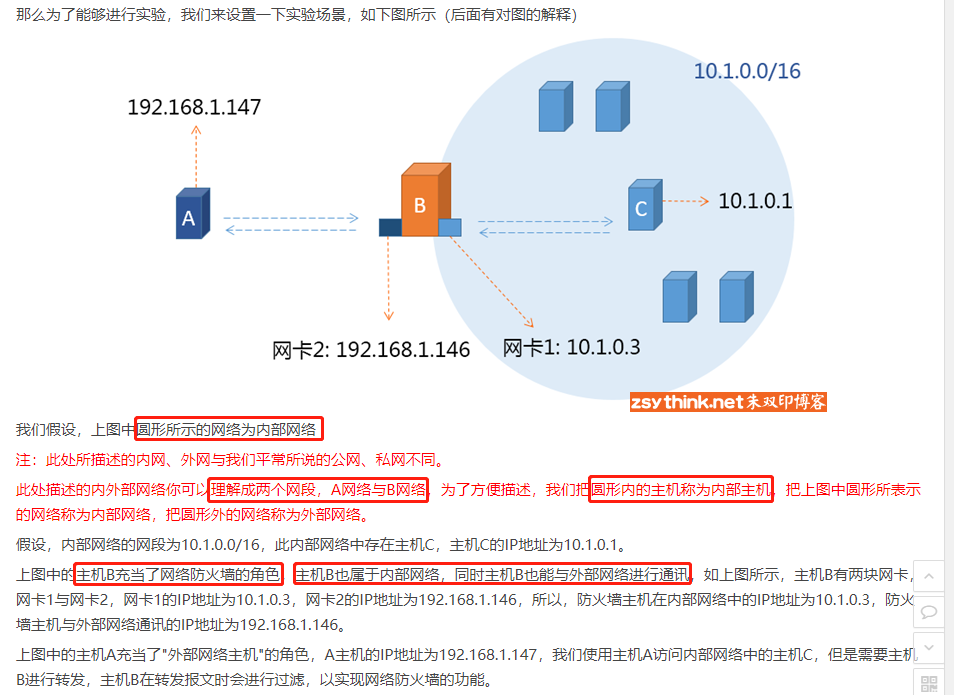 那么为了能够进行实验，我们来设置一下实验场景，如下图所示（后面有对图的解释）
10.1.0.0/16
192.168.1.147
A
B
C
10.1.0.1
网卡2: 192.168.1.146
网卡1: 10.1.0.3
zsythink.net朱双印博客
我们假设，上图中圆形所示的网络为内部网络
注：此处所描述的内网、外网与我们平常所说的公网、私网不同。
此处描述的内外部网络你可以理解成两个网段，A网络与B网络，为了方便描述，我们把圆形内的主机称为内部主机，把上图中圆形所表示
的网络称为内部网络，把圆形外的网络称为外部网络。
假设，内部网络的网段为10.1.0.0/16，此内部网络中存在主机C，主机C的IP地址为10.1.0.1。
上图中的主机B充当了网络防火墙的角色，主机B也属于内部网络，同时主机B也能与外部网络进行通讯，如上图所示，主机B有两块网卡，
网卡1与网卡2，网卡1的IP地址为10.1.0.3，网卡2的IP地址为192.168.1.146，所以，防火墙主机在内部网络中的IP地址为10.1.0.3，防火
墙主机与外部网络通讯的IP地址为192.168.1.146。
上图中的主机A充当了"外部网络主机"的角色，A主机的IP地址为192.168.1.147，我们使用主机A访问内部网络中的主机C，但是需要主机
B进行转发，主机B在转发报文时会进行过滤，以实现网络防火墙的功能。